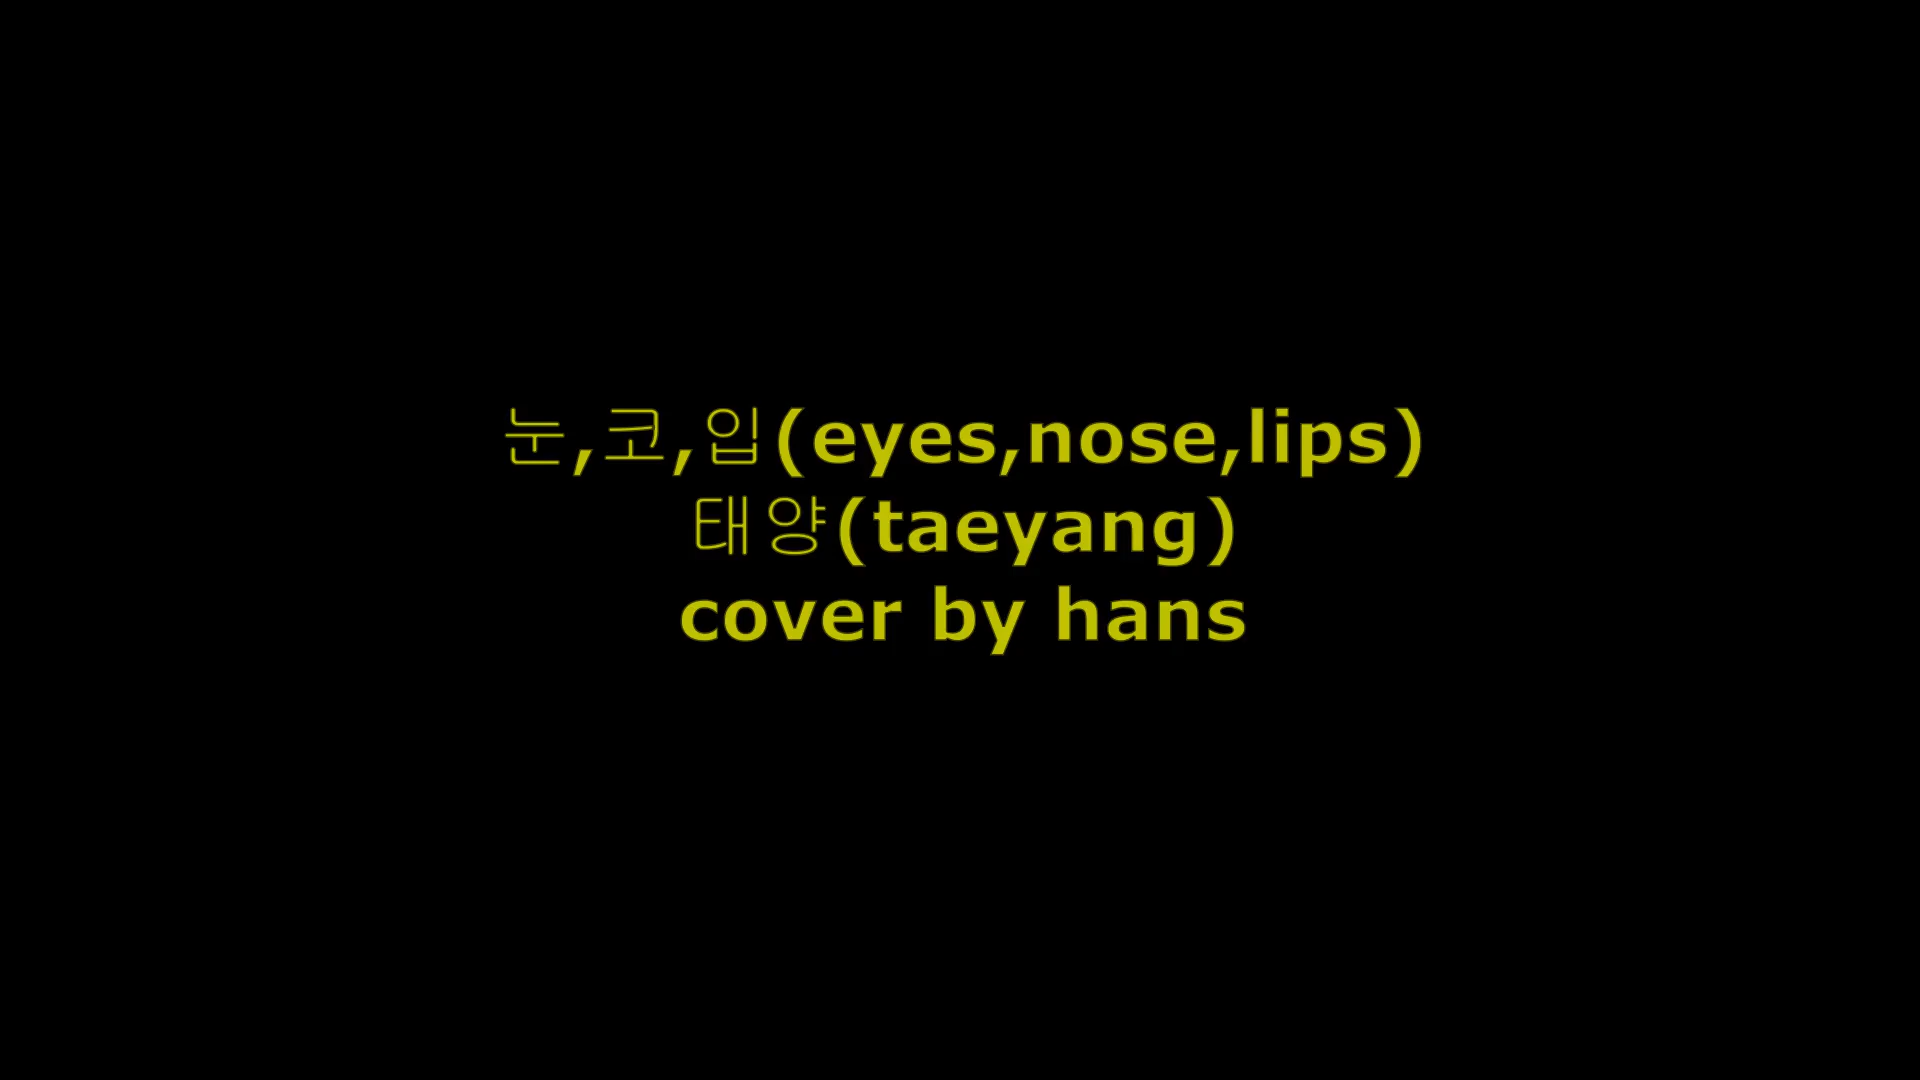 눈,코,입(eyes,nose,lips)
태양(taeyang)
cover by hans